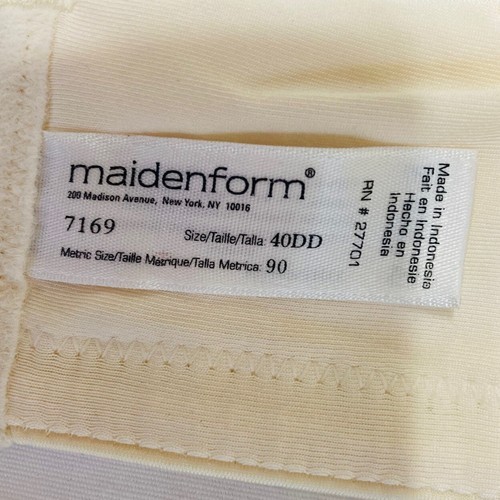 maidenform®
200 Madison Avenue, New York, NY 10016
7169 Size/Taille/Talla: 40DD
Metric Size/Taille Métrique/Talla Metrica: 90
RN # 27701
Made in Indonesia
Fait en Indonésie
Hecho en
Indonesia